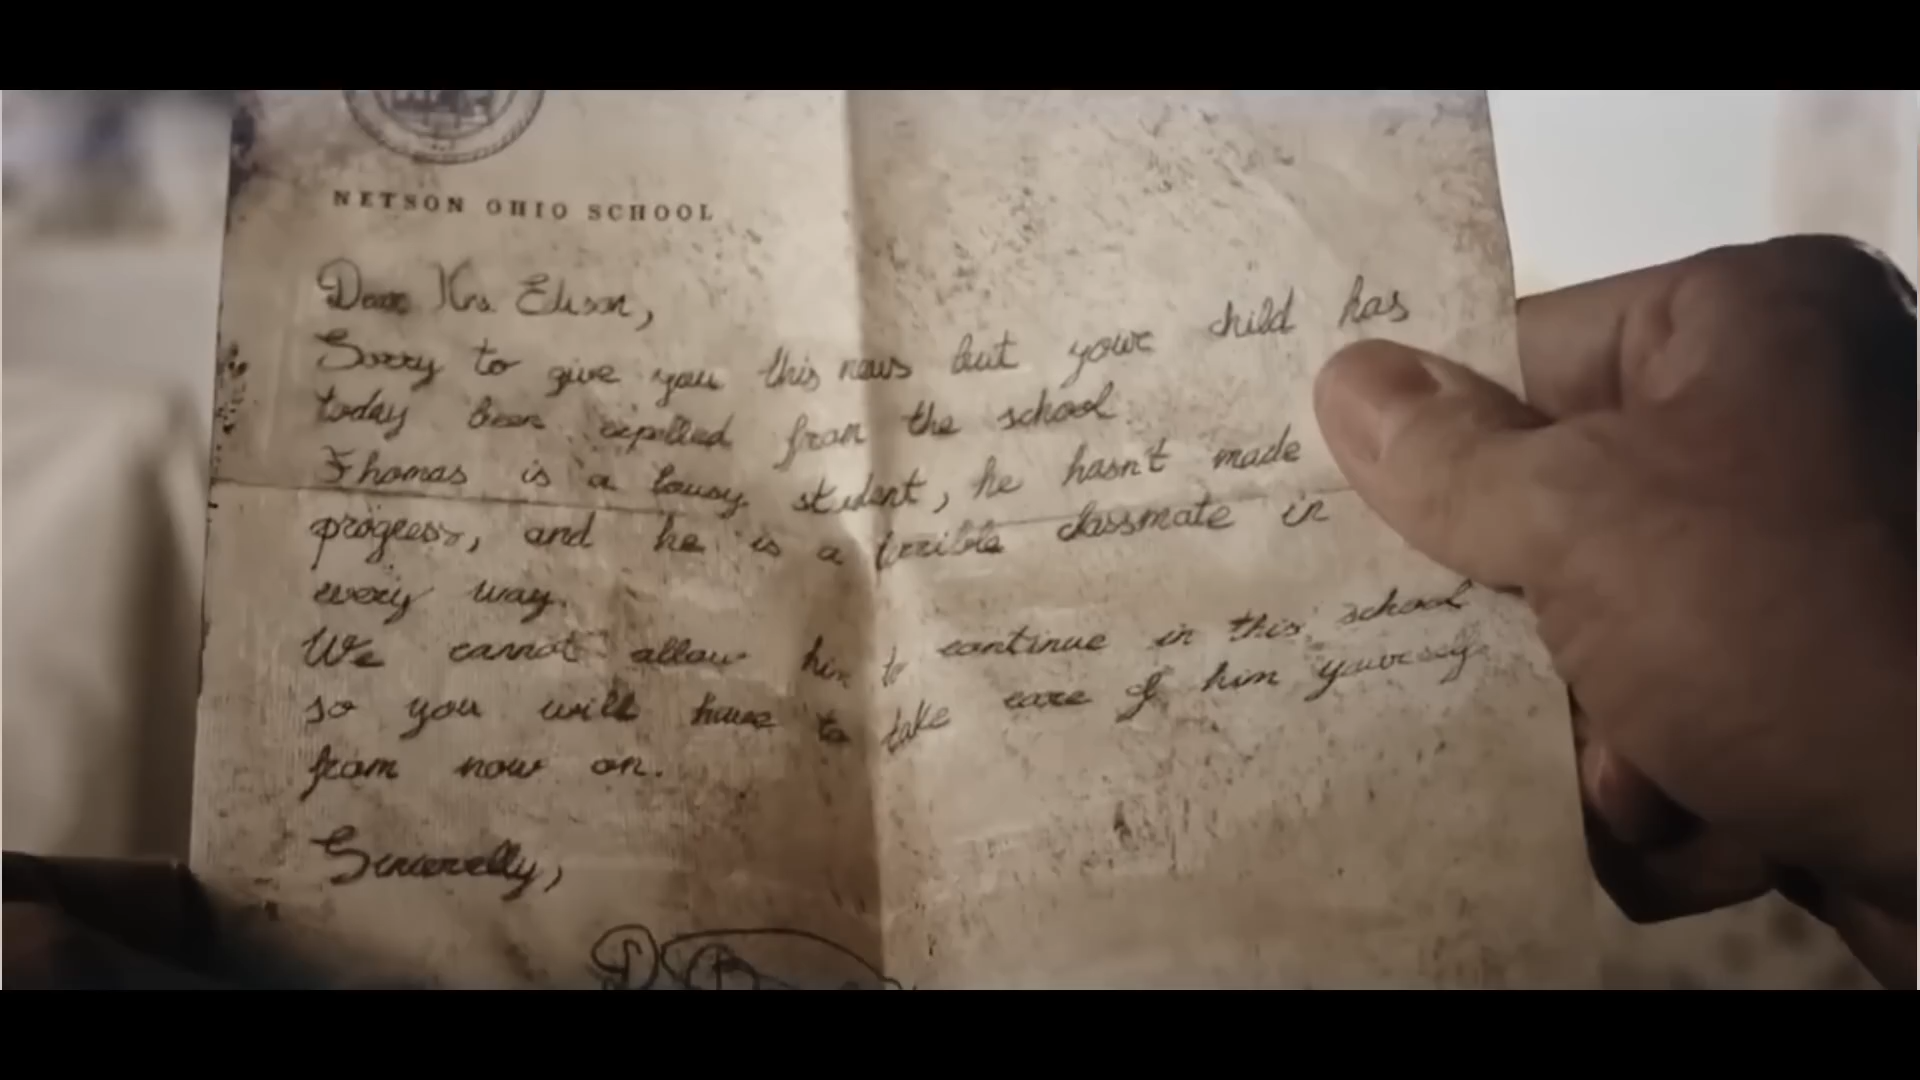 NETSON OHIO SCHOOL
Dear Mrs. Edison,
Sorry to give you this news but your child has
today been expelled from the school
Thomas is a lousy student, he hasn't made
progress, and he is a terrible classmate in
every way.
We cannot allow him to continue in this school
so you will have to take care of him yourself
from now on.
Sincerelly,